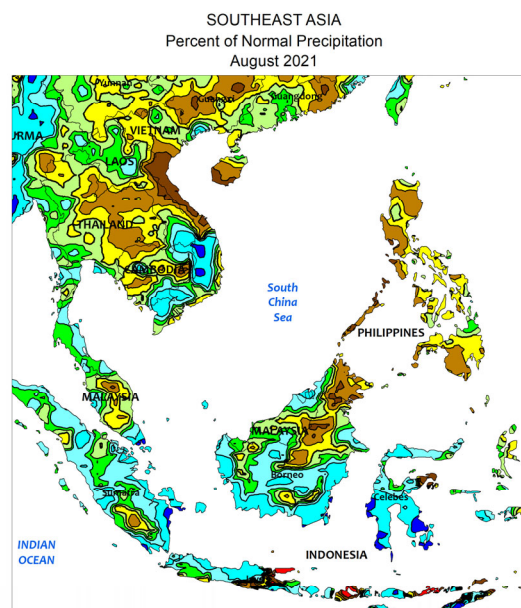 SOUTHEAST ASIA
Percent of Normal Precipitation
August 2021
Yunnan
Guangxi
Guangdong
URMA
VIETNAM
LAOS
THAILAND
CAMBODIA
South
China
Sea
PHILIPPINES
MALAYSIA
MALAYSIA
Borneo
Sumatra
Celebes
INDIAN
OCEAN
INDONESIA